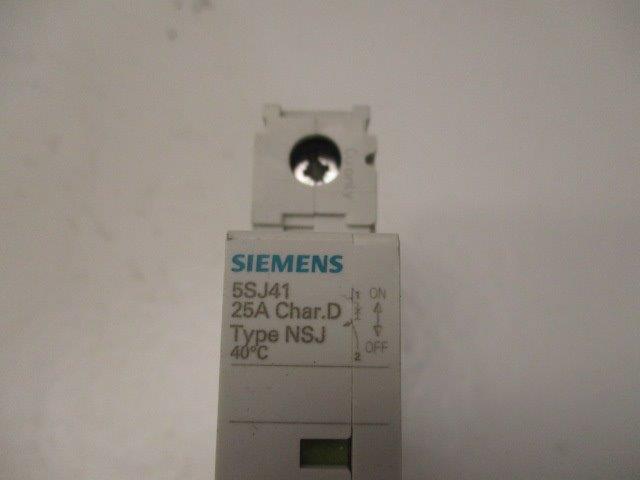 SIEMENS
5SJ41
25A Char.D
Type NSJ
40°C
1
ON
OFF
2